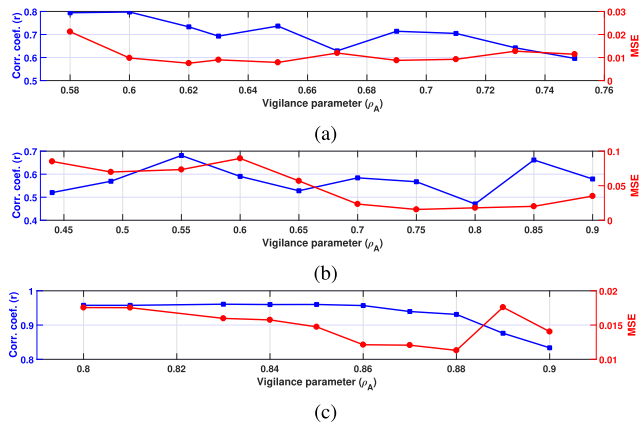 0.8 0.03
0.7 0.02
0.6 0.01
0.5 0
Corr. coef. (r)
MSE
0.58 0.6 0.62 0.64 0.66 0.68 0.7 0.72 0.74 0.76
Vigilance parameter (ρA)
(a)
0.7 0.1
0.6
0.5 0.05
0.4 0
Corr. coef. (r)
MSE
0.45 0.5 0.55 0.6 0.65 0.7 0.75 0.8 0.85 0.9
Vigilance parameter (ρA)
(b)
1 0.02
0.9 0.015
0.8 0.01
Corr. coef. (r)
MSE
0.8 0.82 0.84 0.86 0.88 0.9
Vigilance parameter (ρA)
(c)